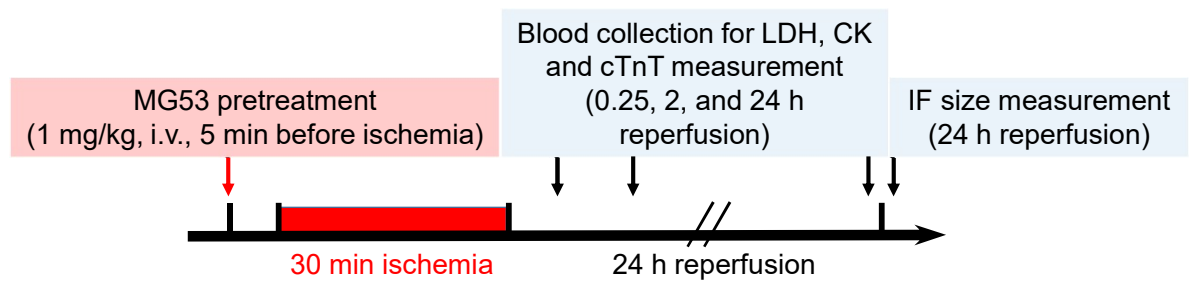 MG53 pretreatment
(1 mg/kg, i.v., 5 min before ischemia)
Blood collection for LDH, CK
and cTnT measurement
(0.25, 2, and 24 h
reperfusion)
IF size measurement
(24 h reperfusion)
30 min ischemia
24 h reperfusion